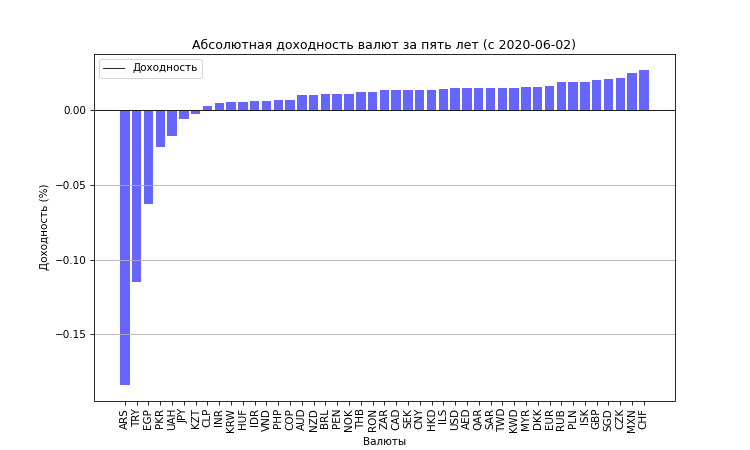 Абсолютная доходность валют за пять лет (с 2020-06-02)
Доходность
0.00
−0.05
−0.10
−0.15
Доходность (%)
ARS TRY EGP PKR UAH JPY KZT CLP INR KRW HUF IDR VND PHP COP AUD NZD BRL PEN NOK THB RON ZAR CAD SEK CNY HKD ILS USD AED QAR SAR TWD KWD MYR DKK EUR RUB PLN ISK GBP SGD CZK MXN CHF
Валюты